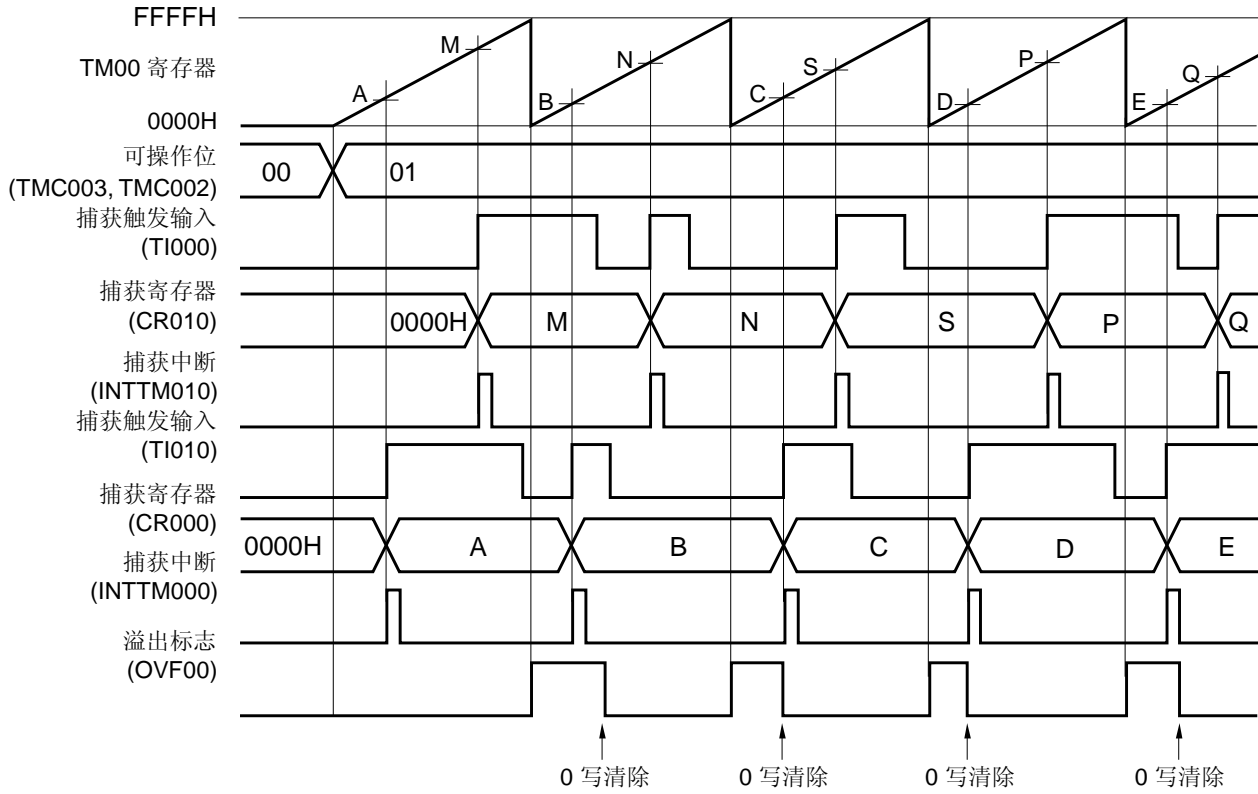 FFFFH
M
N
S
P
Q
TM00 寄存器
A
B
C
D
E
0000H
可操作位
(TMC003, TMC002)
00
01
捕获触发输入
(TI000)
捕获寄存器
(CR010)
0000H
M
N
S
P
Q
捕获中断
(INTTM010)
捕获触发输入
(TI010)
捕获寄存器
(CR000)
0000H
A
B
C
D
E
捕获中断
(INTTM000)
溢出标志
(OVF00)
0 写清除
0 写清除
0 写清除
0 写清除